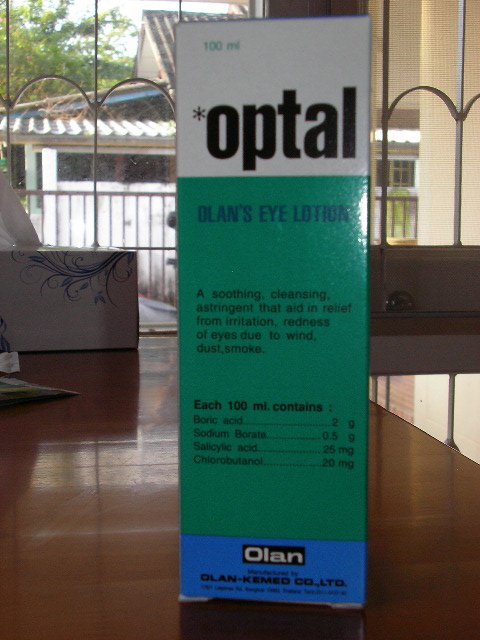 100 ml
*optal
OLAN'S EYE LOTION
A soothing, cleansing,
astringent that aid in relief
from irritation, redness
of eyes due to wind,
dust,smoke.
Each 100 ml. contains :
Boric acid..............................2 g
Sodium Borate...................0.5 g
Salicylic acid......................25 mg
Chlorobutanol....................20 mg
Olan
Manufactured by
OLAN-KEMED CO.,LTD.